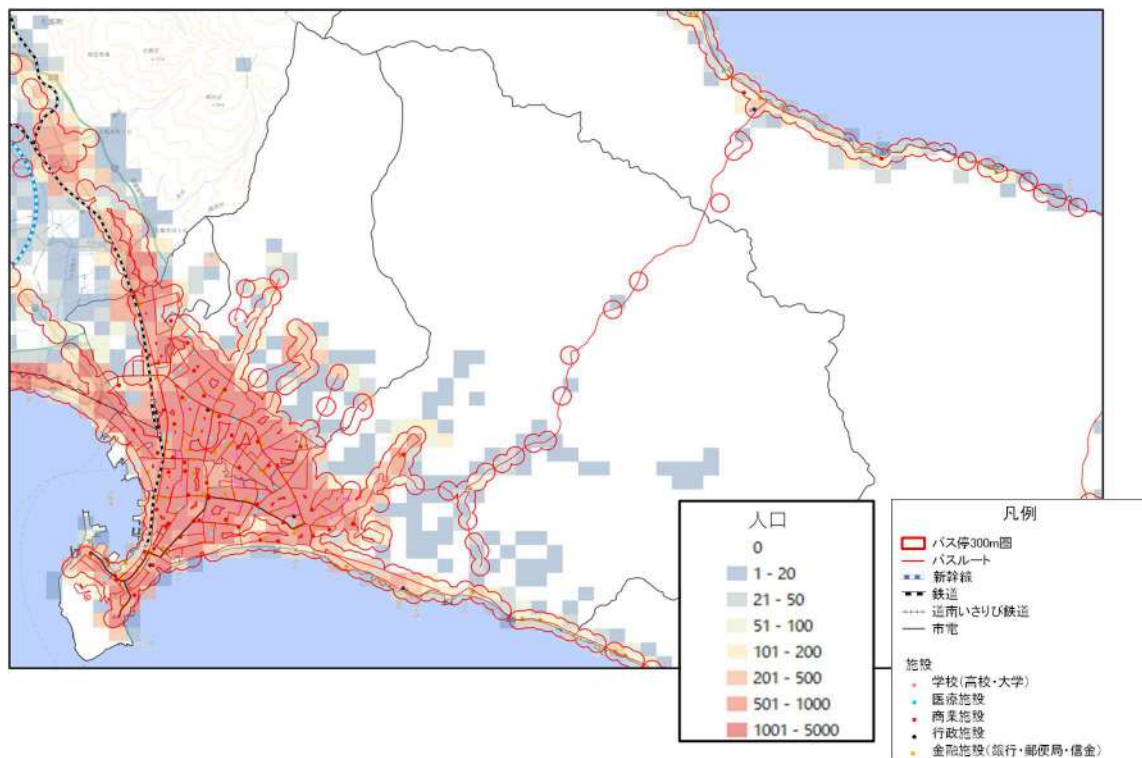 人口
0
1 - 20
21 - 50
51 - 100
101 - 200
201 - 500
501 - 1000
1001 - 5000
凡例
バス停300m圏
バスルート
新幹線
鉄道
道南いさりび鉄道
市電
施設
学校(高校・大学)
医療施設
商業施設
行政施設
金融施設(銀行・郵便局・信金)